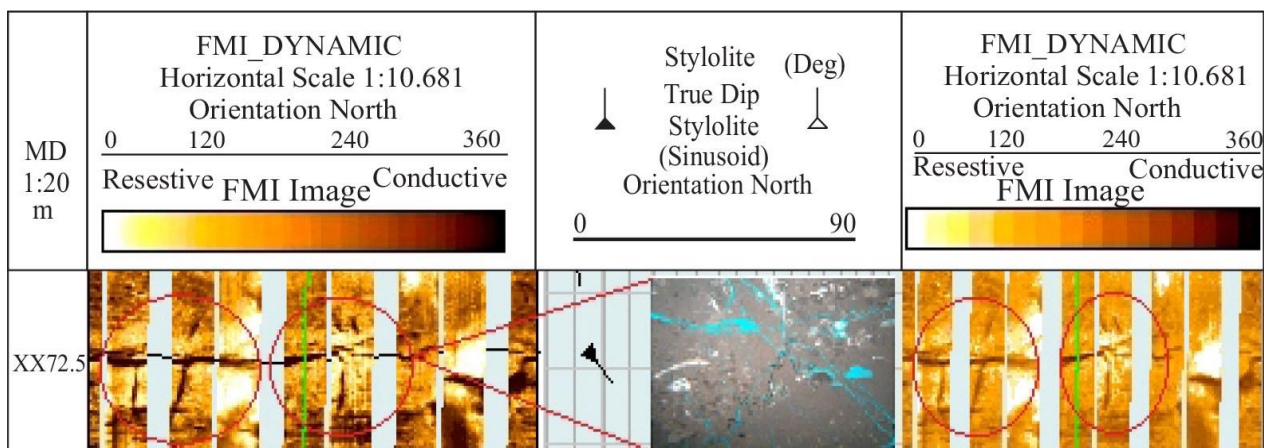 MD
1:20
m
FMI_DYNAMIC
Horizontal Scale 1:10.681
Orientation North
0 120 240 360
Resestive Conductive
FMI Image
Stylolite (Deg)
True Dip
Stylolite
(Sinusoid)
Orientation North
0 90
FMI_DYNAMIC
Horizontal Scale 1:10.681
Orientation North
0 120 240 360
Resestive Conductive
FMI Image
XX72.5